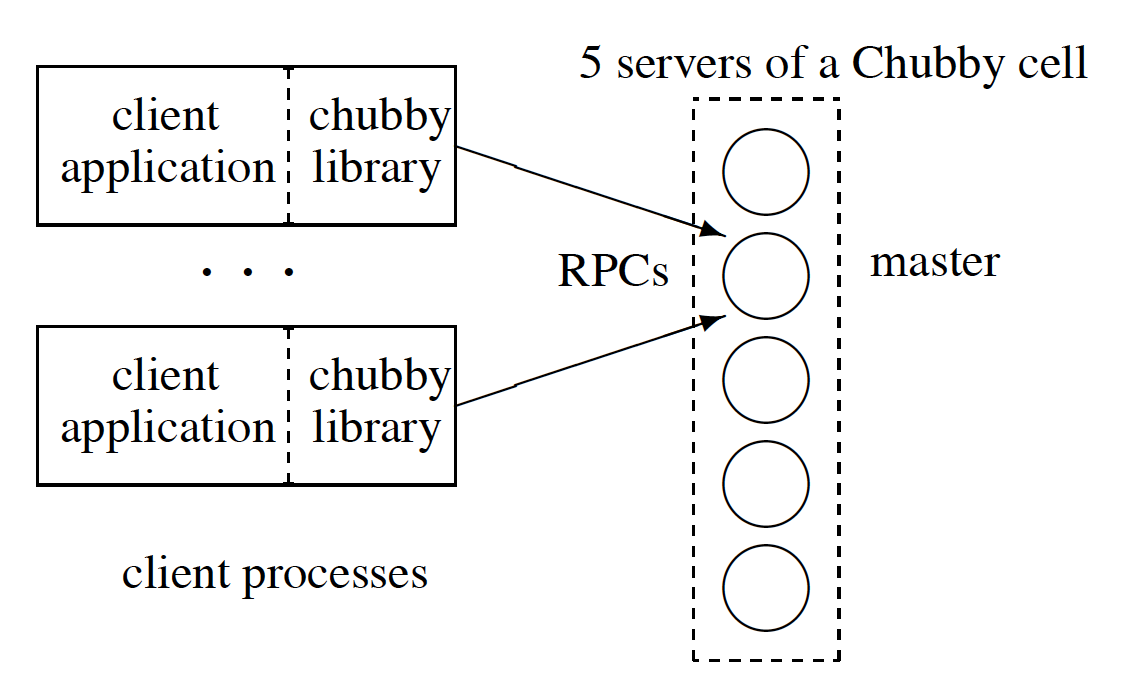 5 servers of a Chubby cell
client
application
chubby
library
. . .
RPCs
master
client
application
chubby
library
client processes